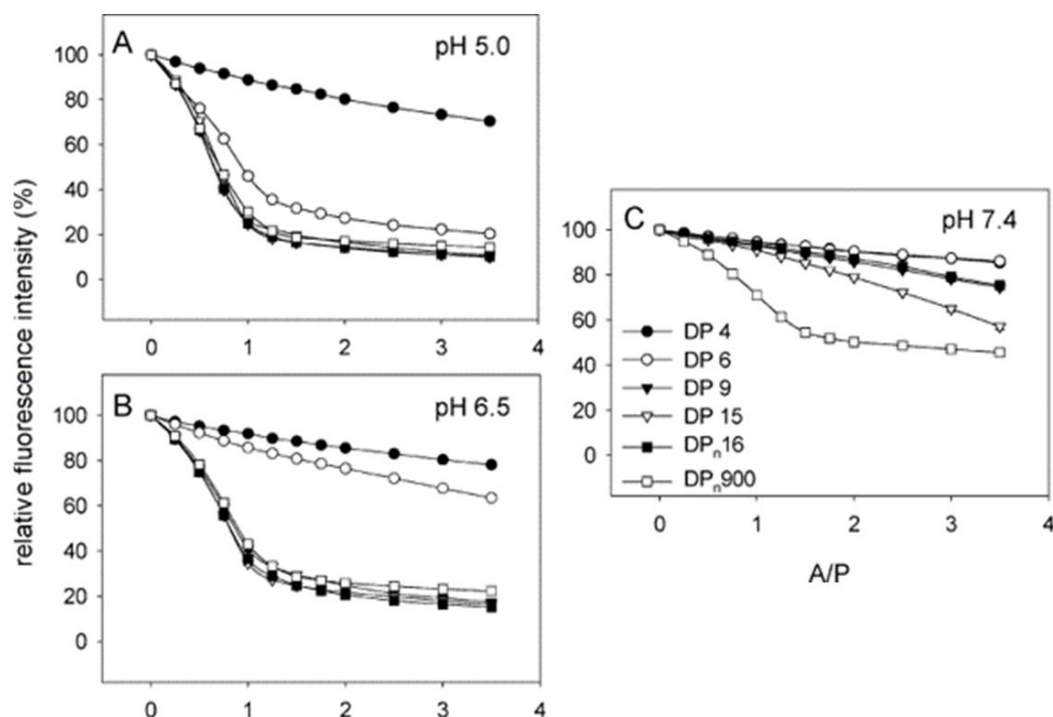 relative fluorescence intensity (%)
A
pH 5.0
100
80
60
40
20
0
0 1 2 3 4
B
pH 6.5
100
80
60
40
20
0
0 1 2 3 4
C
pH 7.4
100
80
60
40
20
0
DP 4
DP 6
DP 9
DP 15
DPn16
DPn900
0 1 2 3 4
A/P